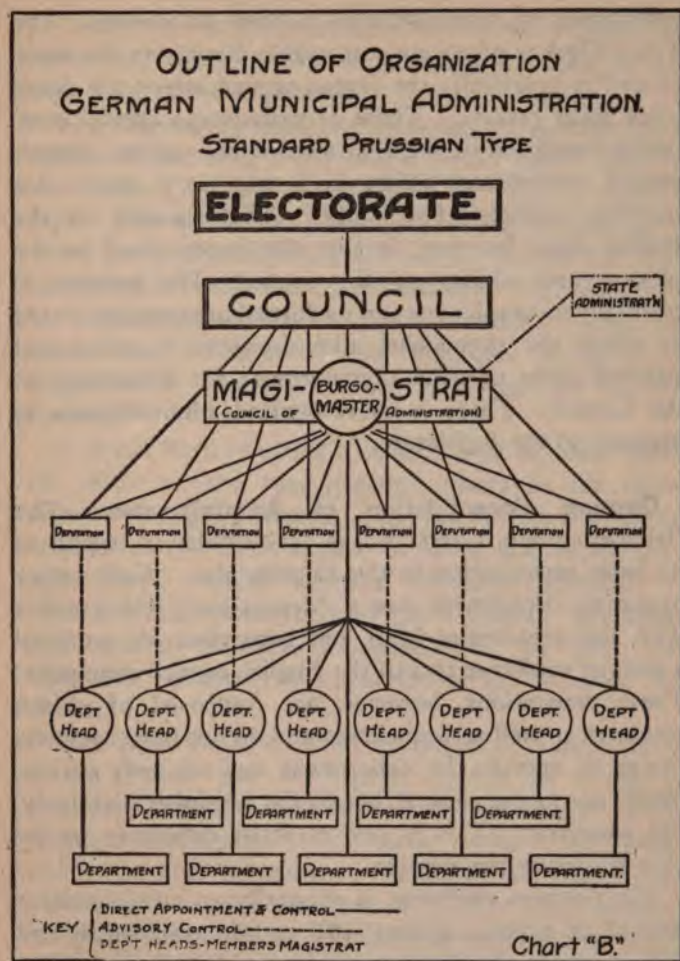 OUTLINE OF ORGANIZATION
GERMAN MUNICIPAL ADMINISTRATION.
STANDARD PRUSSIAN TYPE
ELECTORATE
COUNCIL
STATE
ADMINISTRAT'N
MAGI- BURGO- STRAT
(COUNCIL OF MASTER ADMINISTRATION)
DEPUTATION DEPUTATION DEPUTATION DEPUTATION DEPUTATION DEPUTATION DEPUTATION DEPUTATION
DEPT. DEPT. DEPT. DEPT. DEPT. DEPT. DEPT. DEPT.
HEAD HEAD HEAD HEAD HEAD HEAD HEAD HEAD
DEPARTMENT DEPARTMENT DEPARTMENT DEPARTMENT.
DEPARTMENT DEPARTMENT DEPARTMENT DEPARTMENT DEPARTMENT.
DIRECT APPOINTMENT & CONTROL
KEY ADVISORY CONTROL
DEP'T HEADS-MEMBERS MAGISTRAT
Chart "B."